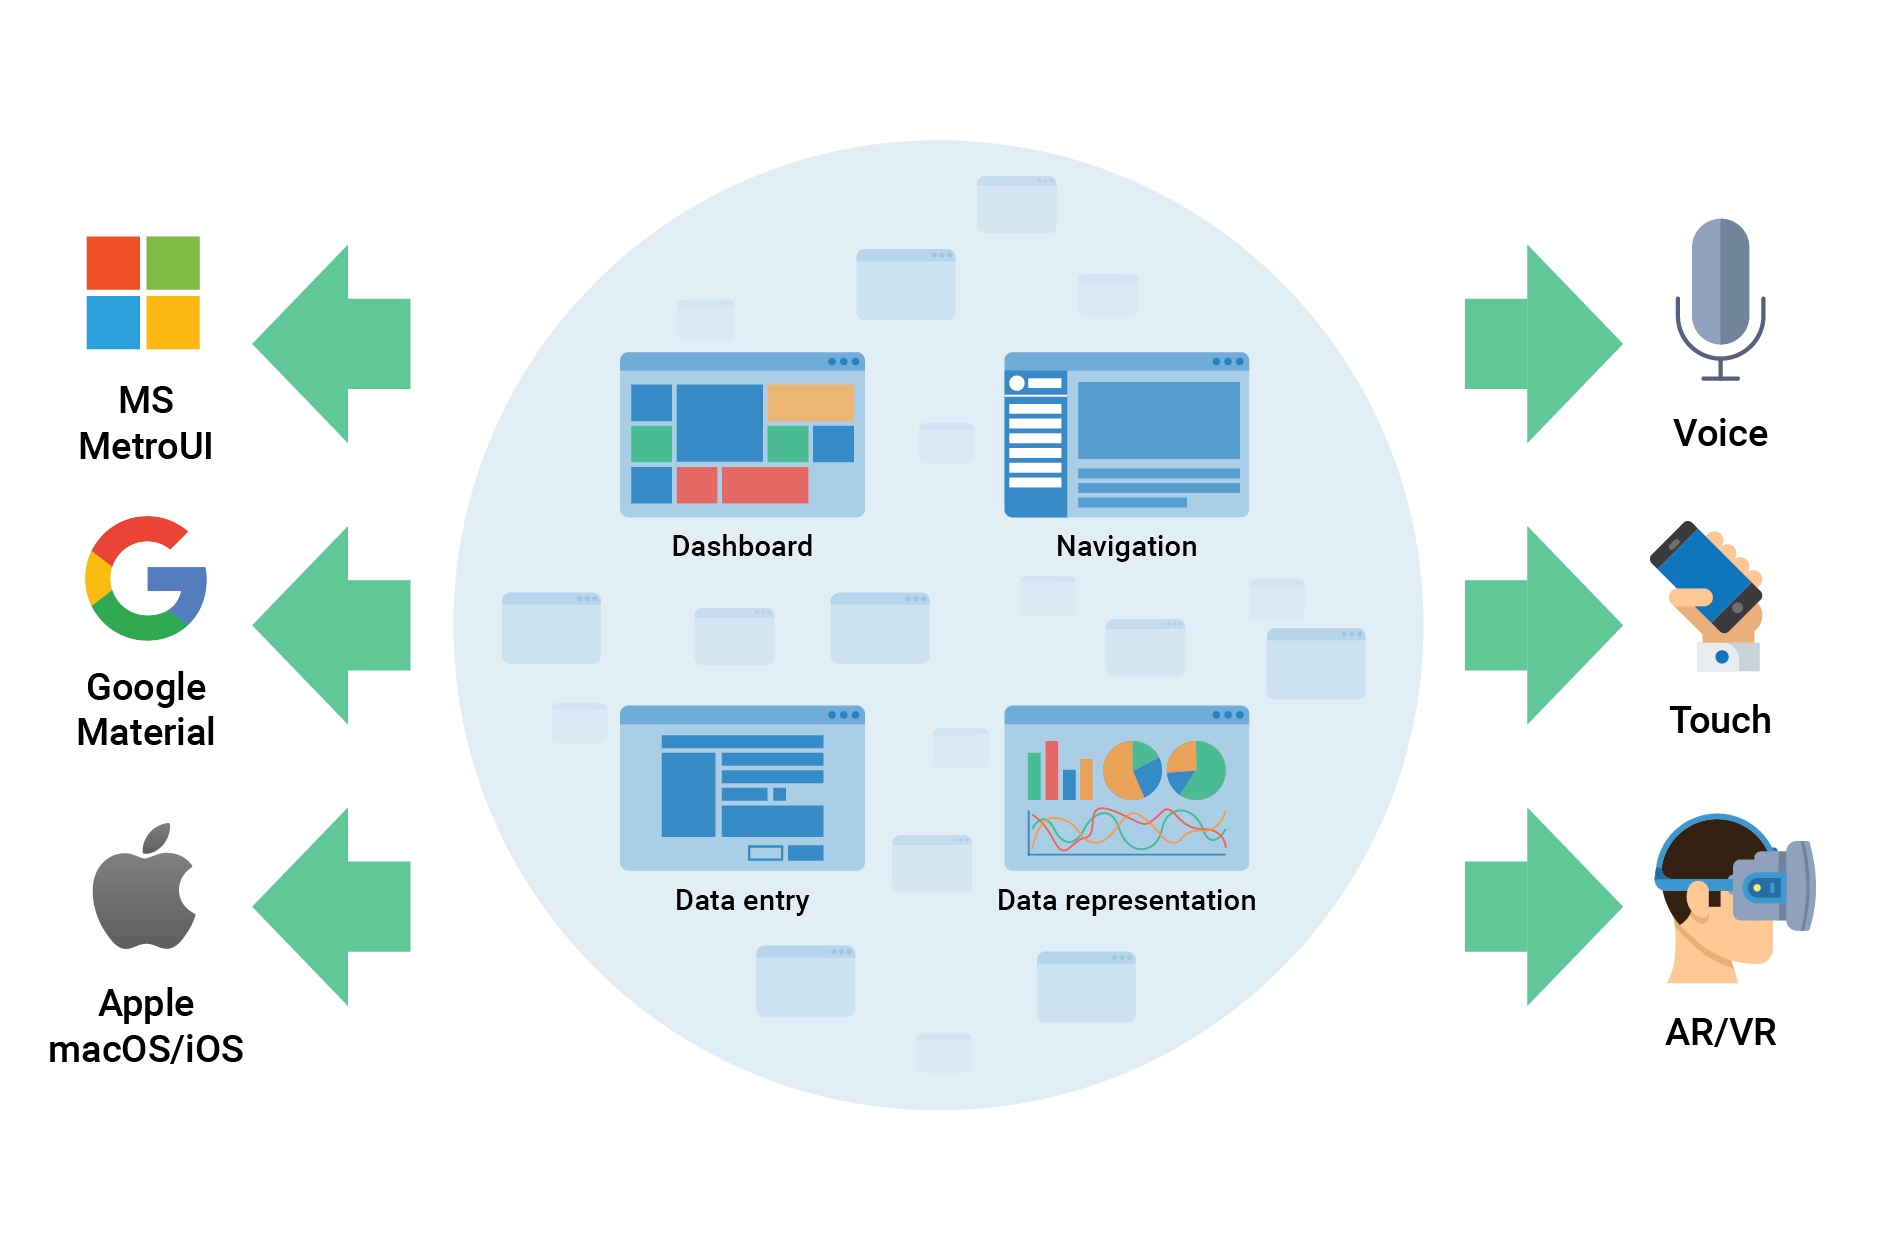 MS
MetroUI
Google
Material
Apple
macOS/iOS
Dashboard
Navigation
Data entry
Data representation
Voice
Touch
AR/VR